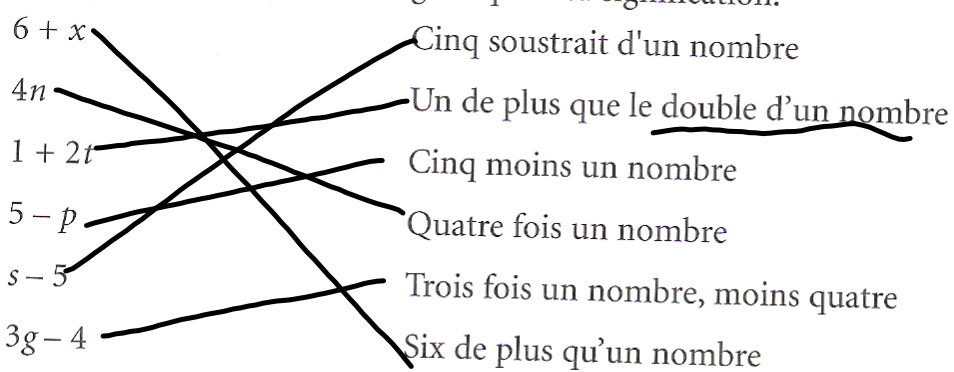 6 + x Cinq soustrait d'un nombre
4n Un de plus que le double d'un nombre
1 + 2t Cinq moins un nombre
5 – p Quatre fois un nombre
s – 5 Trois fois un nombre, moins quatre
3g – 4 Six de plus qu'un nombre